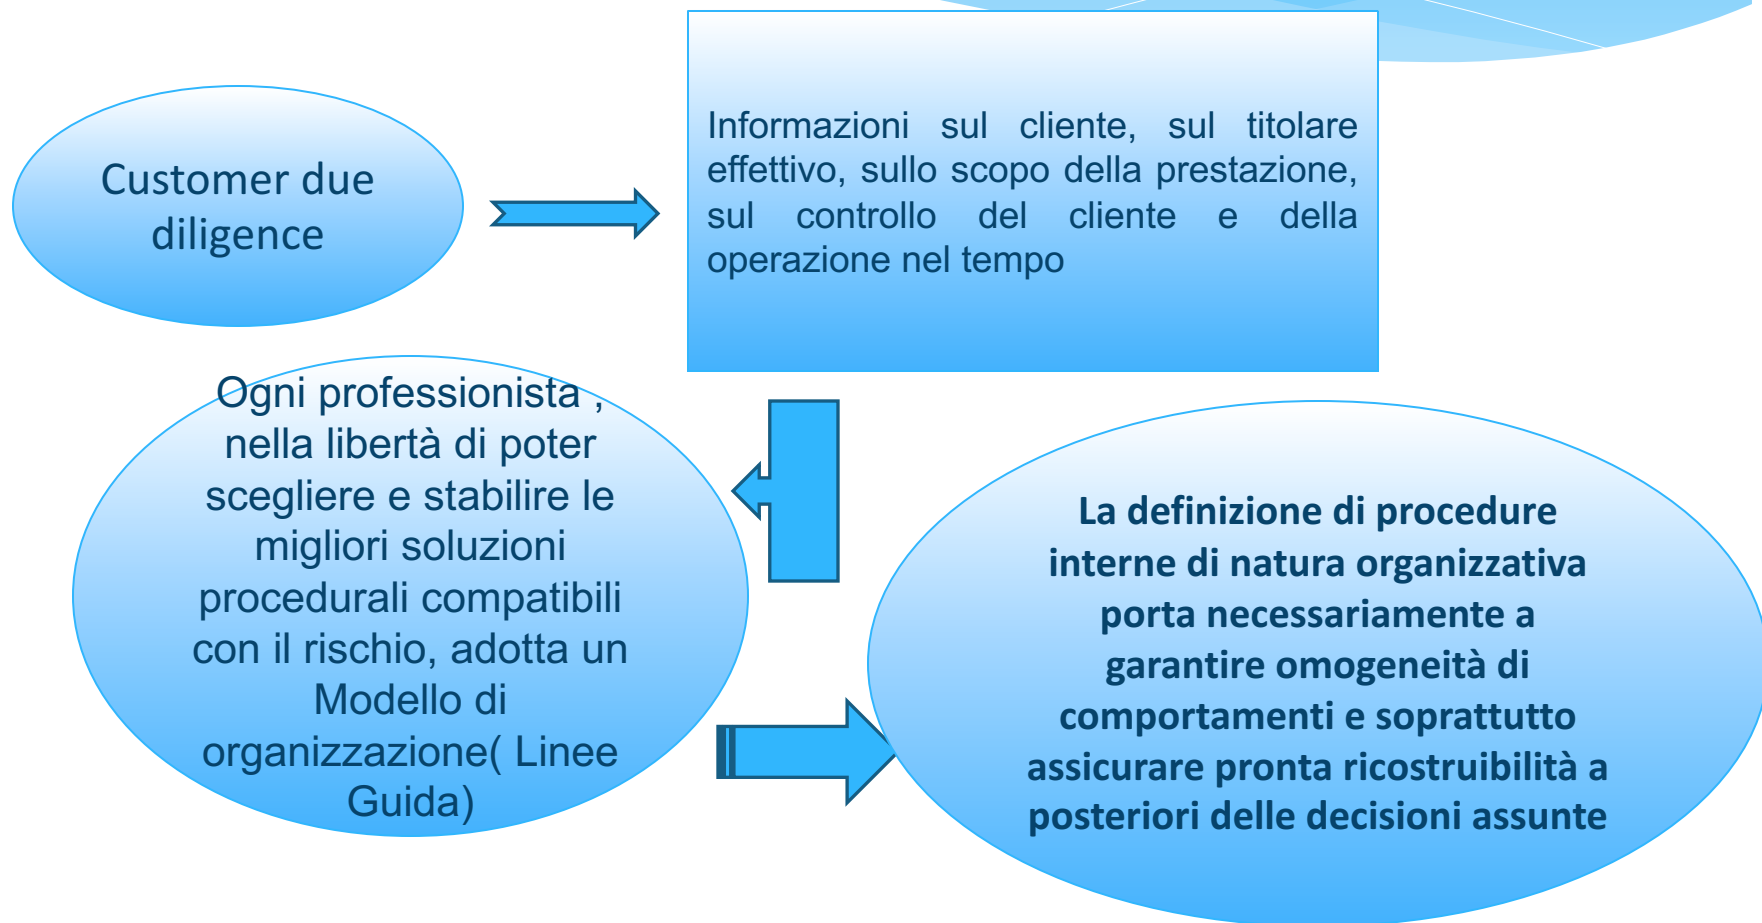 Customer due
diligence
Informazioni sul cliente, sul titolare
effettivo, sullo scopo della prestazione,
sul controllo del cliente e della
operazione nel tempo
Ogni professionista ,
nella libertà di poter
scegliere e stabilire le
migliori soluzioni
procedurali compatibili
con il rischio, adotta un
Modello di
organizzazione( Linee
Guida)
La definizione di procedure
interne di natura organizzativa
porta necessariamente a
garantire omogeneità di
comportamenti e soprattutto
assicurare pronta ricostruibilità a
posteriori delle decisioni assunte